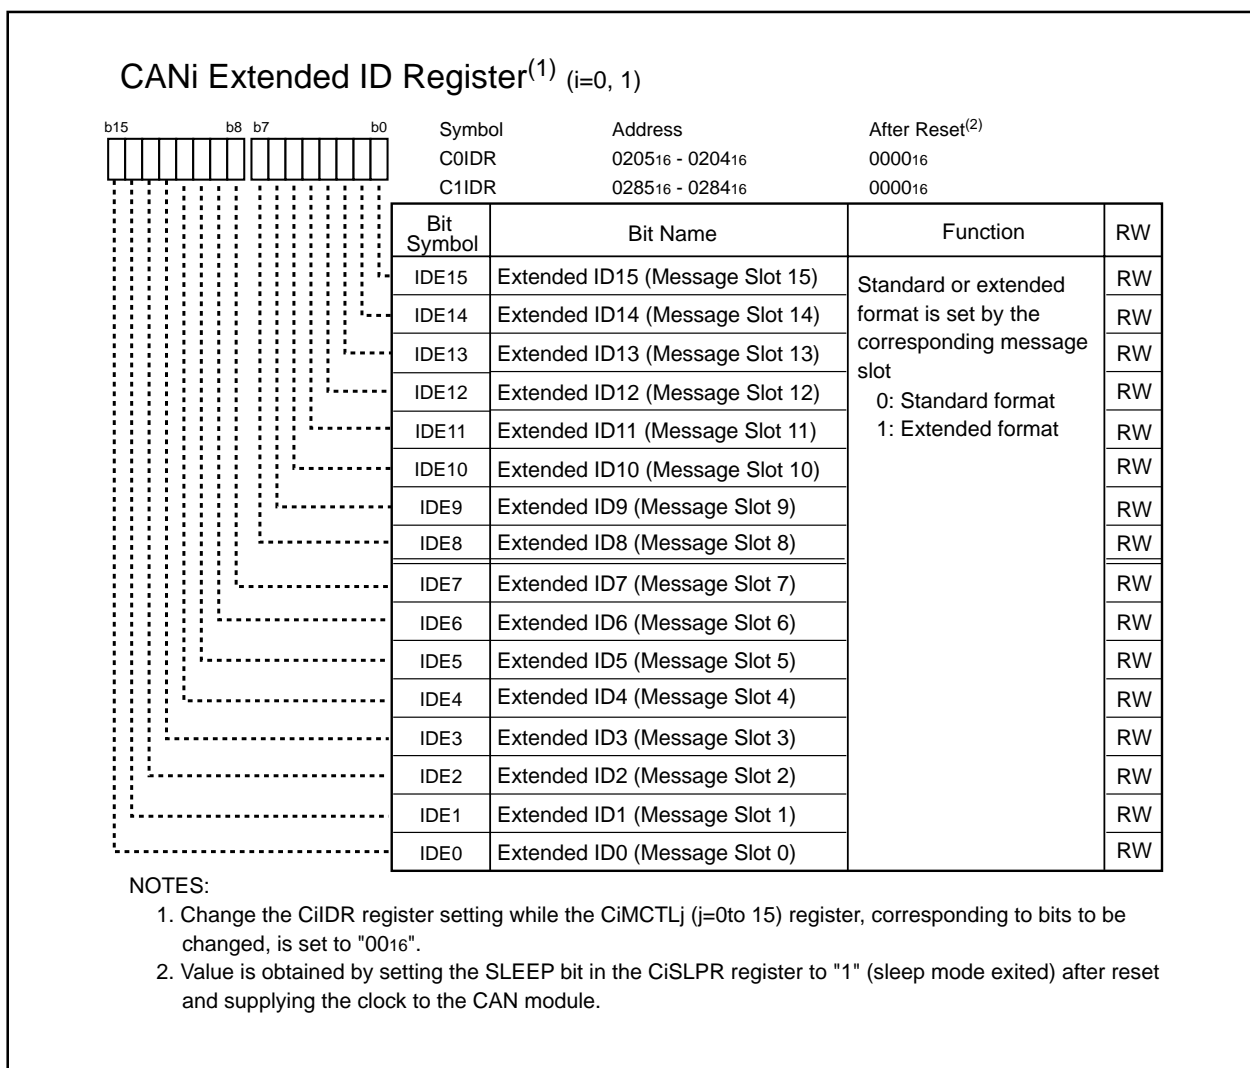 CANi Extended ID Register(1) (i=0, 1)
b15 b8 b7 b0
Symbol Address After Reset(2)
C0IDR 020516 - 020416 000016
C1IDR 028516 - 028416 000016
Bit Symbol Bit Name Function RW
IDE15 Extended ID15 (Message Slot 15) RW
IDE14 Extended ID14 (Message Slot 14) RW
IDE13 Extended ID13 (Message Slot 13) RW
IDE12 Extended ID12 (Message Slot 12) RW
IDE11 Extended ID11 (Message Slot 11) RW
IDE10 Extended ID10 (Message Slot 10) RW
IDE9 Extended ID9 (Message Slot 9) RW
IDE8 Extended ID8 (Message Slot 8) RW
IDE7 Extended ID7 (Message Slot 7) RW
IDE6 Extended ID6 (Message Slot 6) RW
IDE5 Extended ID5 (Message Slot 5) RW
IDE4 Extended ID4 (Message Slot 4) RW
IDE3 Extended ID3 (Message Slot 3) RW
IDE2 Extended ID2 (Message Slot 2) RW
IDE1 Extended ID1 (Message Slot 1) RW
IDE0 Extended ID0 (Message Slot 0) RW
Standard or extended
format is set by the
corresponding message
slot
0: Standard format
1: Extended format
NOTES:
1. Change the CiIDR register setting while the CiMCTLj (j=0to 15) register, corresponding to bits to be
changed, is set to "0016".
2. Value is obtained by setting the SLEEP bit in the CiSLPR register to "1" (sleep mode exited) after reset
and supplying the clock to the CAN module.